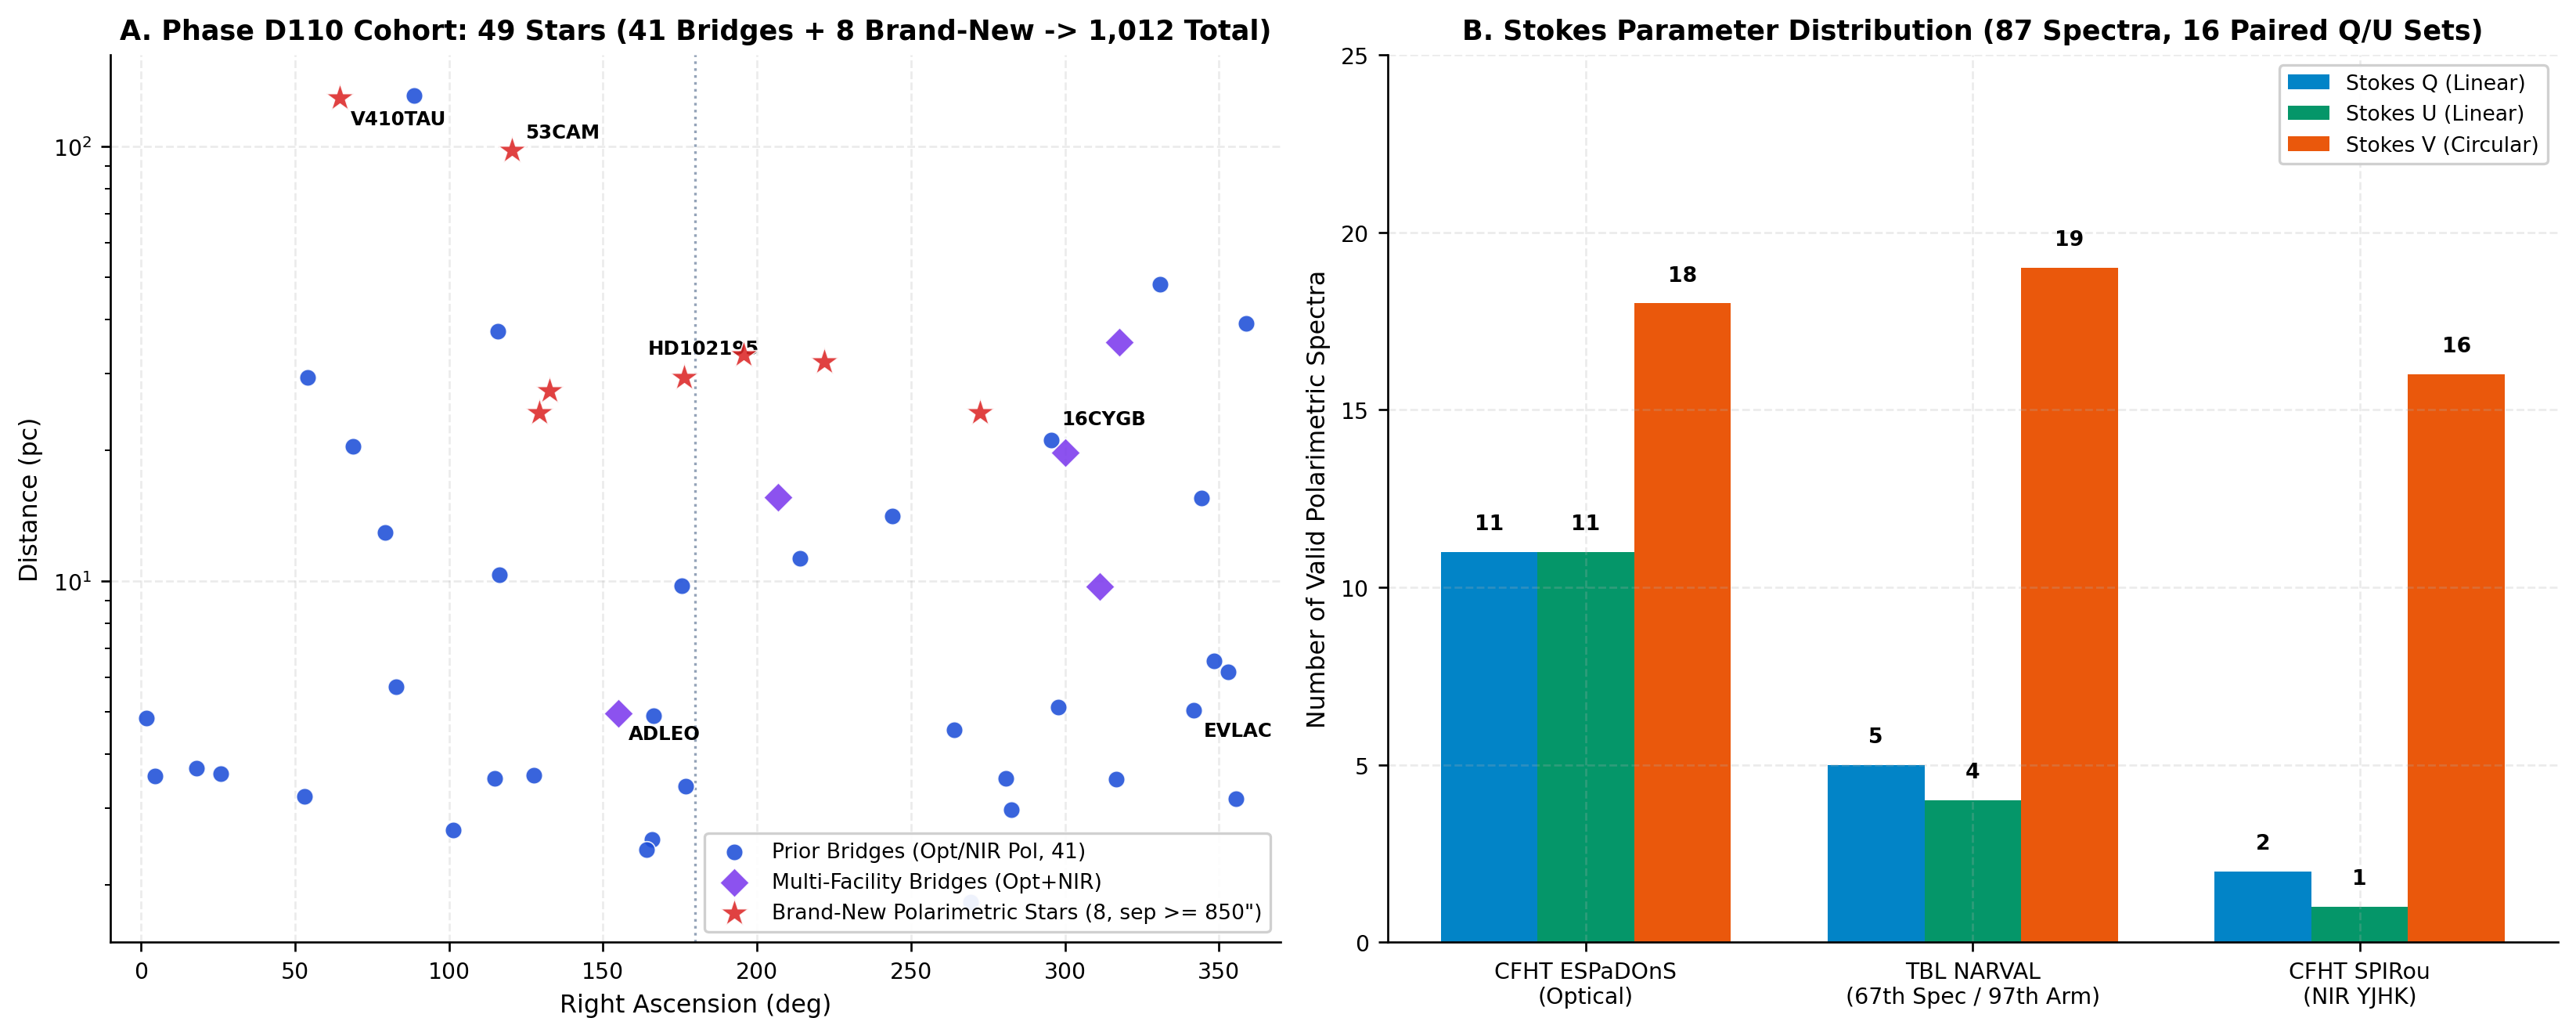 A. Phase D110 Cohort: 49 Stars (41 Bridges + 8 Brand-New -> 1,012 Total)
Distance (pc)
10²
10¹
V410TAU
53CAM
HD102195
16CYGB
ADLEO
EVLAC
Prior Bridges (Opt/NIR Pol, 41)
Multi-Facility Bridges (Opt+NIR)
Brand-New Polarimetric Stars (8, sep >= 850")
0 50 100 150 200 250 300 350
Right Ascension (deg)
B. Stokes Parameter Distribution (87 Spectra, 16 Paired Q/U Sets)
Number of Valid Polarimetric Spectra
25
20
15
10
5
0
Stokes Q (Linear)
Stokes U (Linear)
Stokes V (Circular)
11 11 18
5 4 19
2 1 16
CFHT ESPaDOnS
(Optical)
TBL NARVAL
(67th Spec / 97th Arm)
CFHT SPIRou
(NIR YJHK)